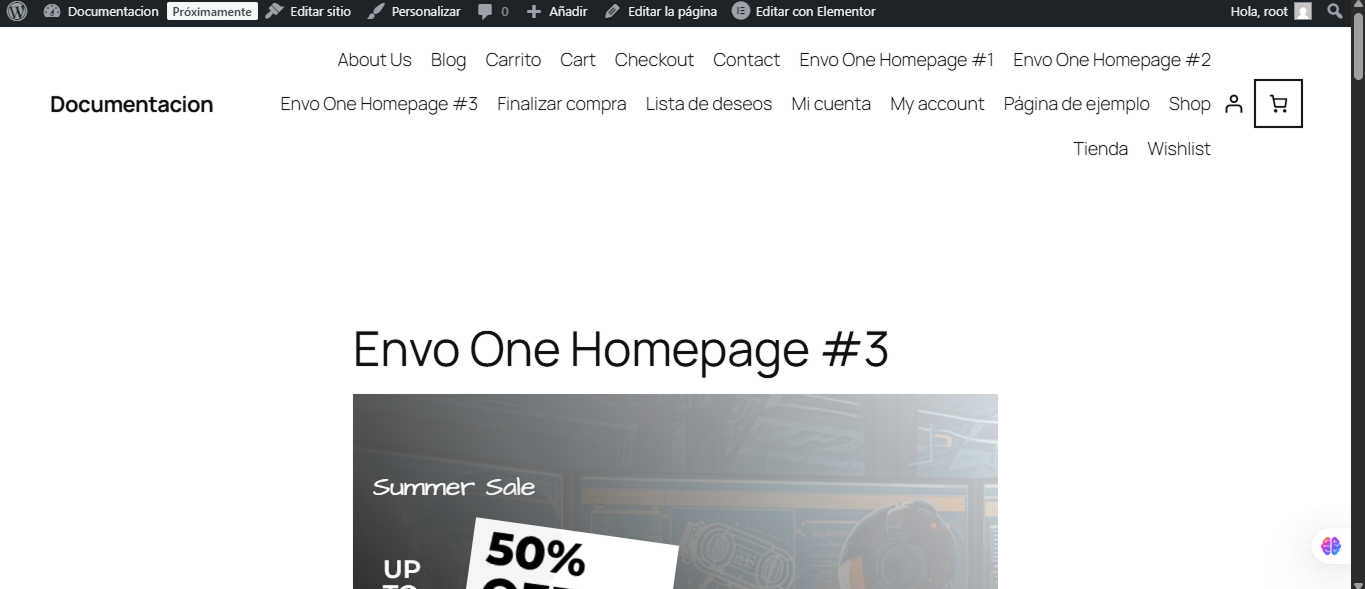 Documentacion Próximamente Editar sitio Personalizar 0 Añadir Editar la página Editar con Elementor Hola, root
About Us Blog Carrito Cart Checkout Contact Envo One Homepage #1 Envo One Homepage #2
Documentacion Envo One Homepage #3 Finalizar compra Lista de deseos Mi cuenta My account Página de ejemplo Shop
Tienda Wishlist
Envo One Homepage #3
Summer Sale
50%
UP